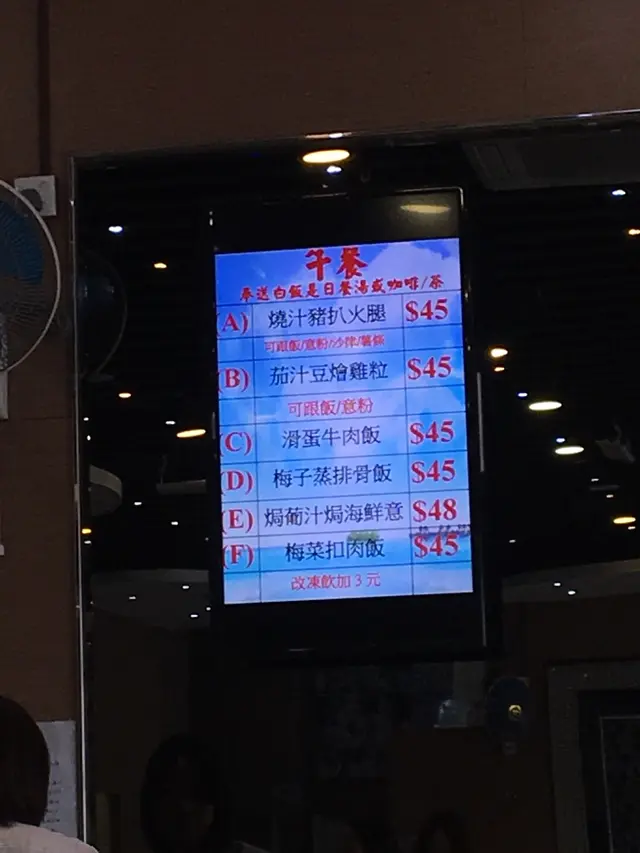 午餐
奉送白飯是日餐湯或咖啡/茶
(A) 燒汁豬扒火腿 $45
可跟飯/意粉/沙律/薯條
(B) 茄汁豆燴雞粒 $45
可跟飯/意粉
(C) 滑蛋牛肉飯 $45
(D) 梅子蒸排骨飯 $45
(E) 焗葡汁焗海鮮意 $48
(F) 梅菜扣肉飯 $45
改凍飲加3元